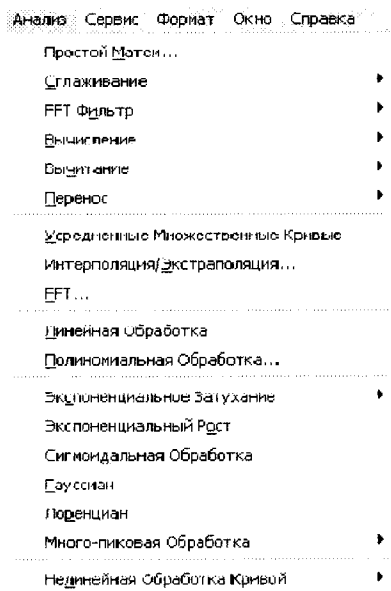 Анализ Сервис Формат Окно Справка
Простой Матем...
Сглаживание
FFT Фильтр
Вычисление
Вычитание
Перенос
Усредненные Множественные Кривые
Интерполяция/Экстраполяция...
FFT...
Линейная Обработка
Полиномиальная Обработка...
Экспоненциальное Затухание
Экспоненциальный Рост
Сигмоидальная Обработка
Гауссиан
Лоренциан
Много-пиковая Обработка
Нелинейная Обработка Кривой